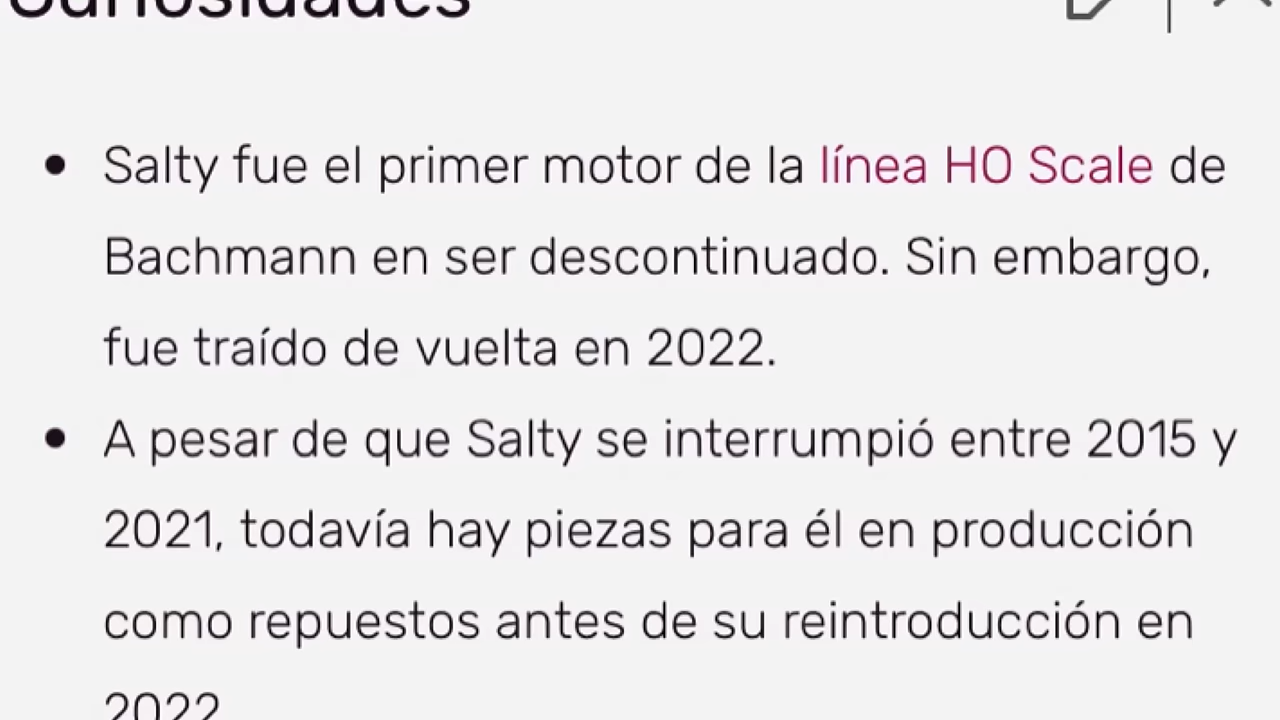 Curiosidades
Salty fue el primer motor de la línea HO Scale de
Bachmann en ser descontinuado. Sin embargo,
fue traído de vuelta en 2022.
A pesar de que Salty se interrumpió entre 2015 y
2021, todavía hay piezas para él en producción
como repuestos antes de su reintroducción en
2022